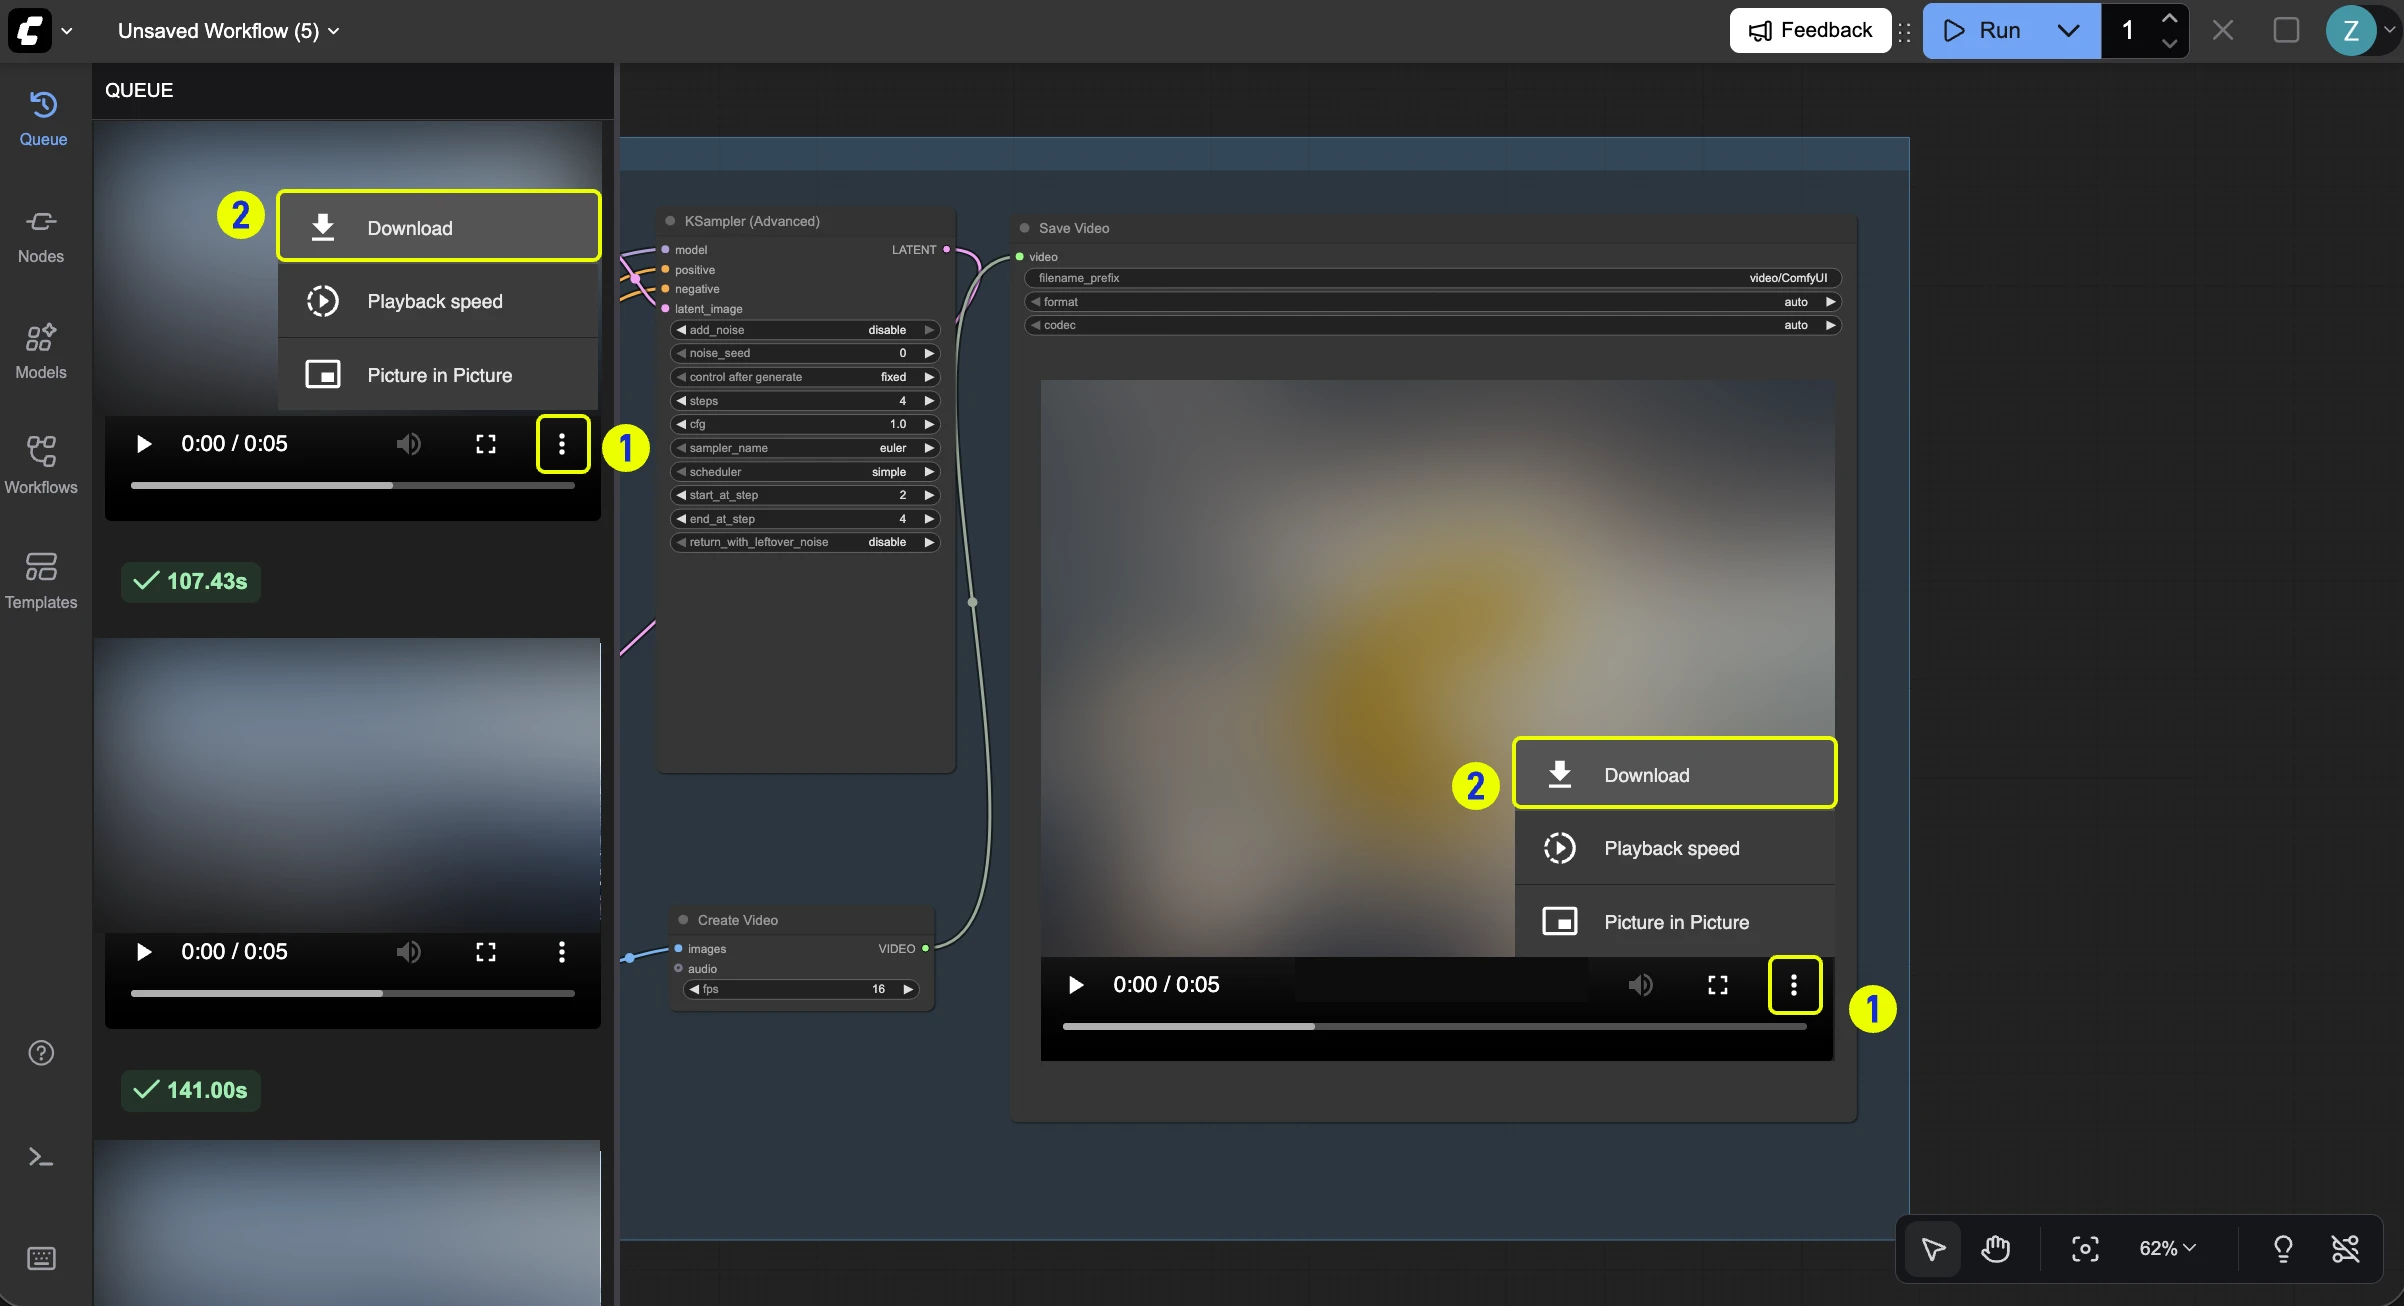 Unsaved Workflow (5)
Feedback
Run
1
Z
QUEUE
Queue
Nodes
Models
Workflows
Templates
2
Download
Playback speed
Picture in Picture
0:00 / 0:05
1
107.43s
0:00 / 0:05
141.00s
KSampler (Advanced)
model LATENT
positive
negative
latent_image
add_noise disable
noise_seed 0
control after generate fixed
steps 4
cfg 1.0
sampler_name euler
scheduler simple
start_at_step 2
end_at_step 4
return_with_leftover_noise disable
Create Video
images VIDEO
audio
fps 16
Save Video
video
filename_prefix video/ComfyUI
format auto
codec auto
2
Download
Playback speed
Picture in Picture
0:00 / 0:05
1
62%